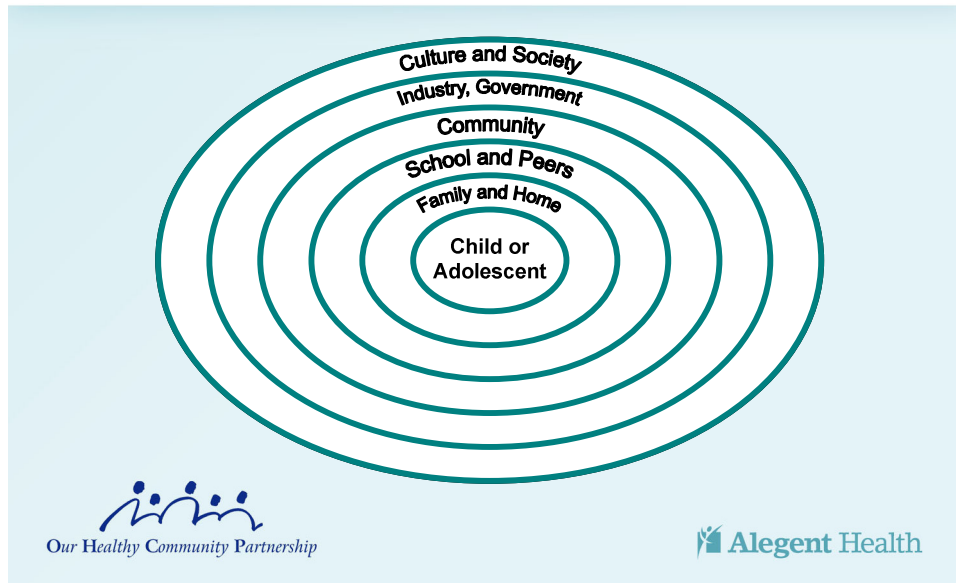 Culture and Society
Industry, Government
Community
School and Peers
Family and Home
Child or
Adolescent
Our Healthy Community Partnership
Alegent Health